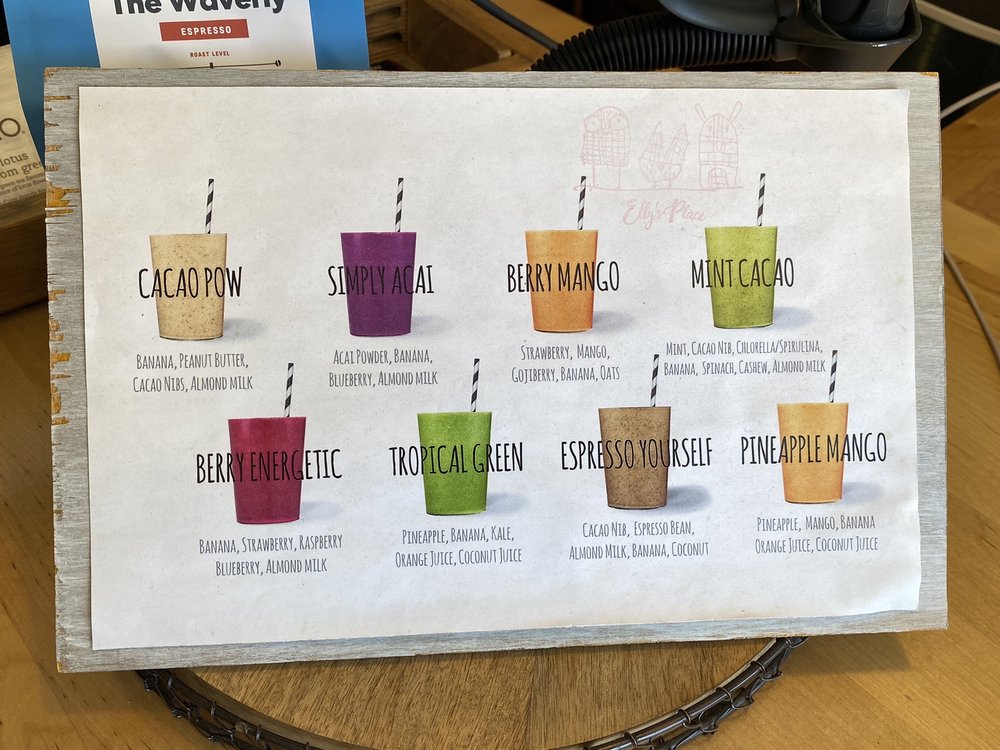 The Waverly
ESPRESSO
ROAST LEVEL
O.
lotus
om gre
Elly's Place
CACAO POW
BANANA, PEANUT BUTTER,
CACAO NIBS, ALMOND MILK
SIMPLY ACAI
ACAI POWDER, BANANA,
BLUEBERRY, ALMOND MILK
BERRY MANGO
STRAWBERRY, MANGO,
GOJIBERRY, BANANA, OATS
MINT CACAO
MINT, CACAO NIB, CHLORELLA/SPIRULINA,
BANANA, SPINACH, CASHEW, ALMOND MILK
BERRY ENERGETIC
BANANA, STRAWBERRY, RASPBERRY
BLUEBERRY, ALMOND MILK
TROPICAL GREEN
PINEAPPLE, BANANA, KALE,
ORANGE JUICE, COCONUT JUICE
ESPRESSO YOURSELF
CACAO NIB, ESPRESSO BEAN,
ALMOND MILK, BANANA, COCONUT
PINEAPPLE MANGO
PINEAPPLE, MANGO, BANANA
ORANGE JUICE, COCONUT JUICE